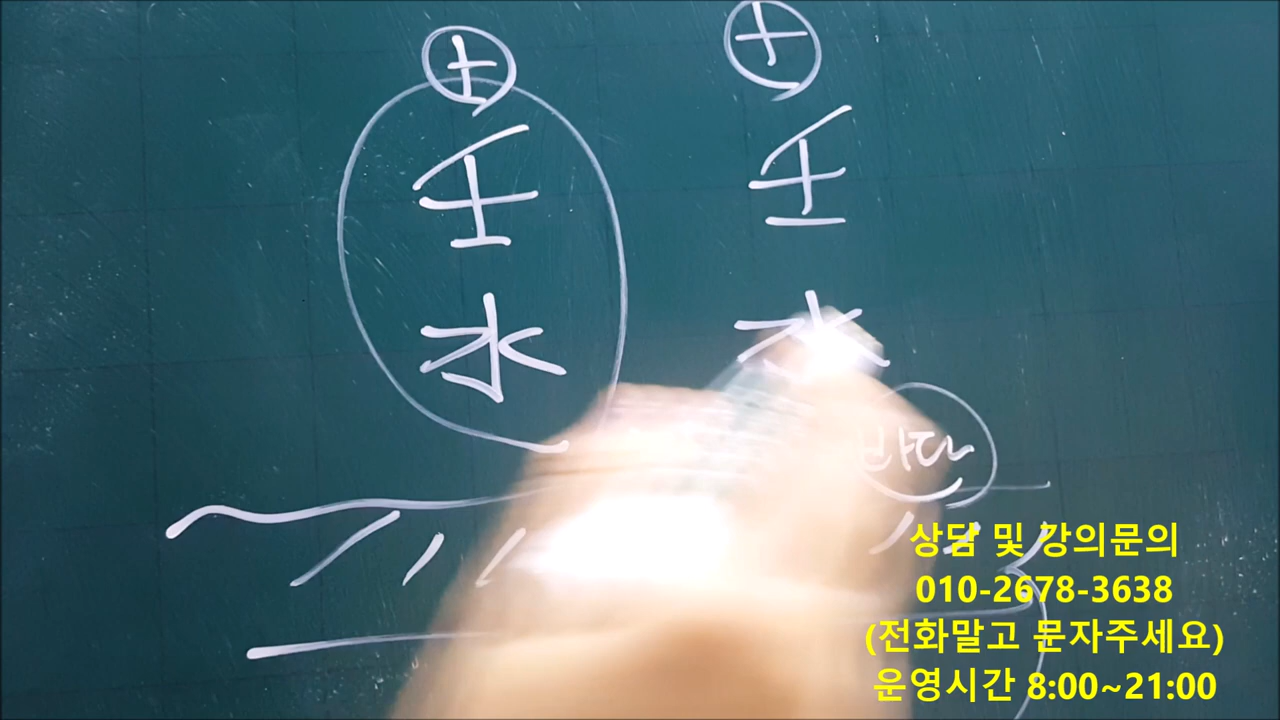 + +
壬 壬
水 水
바다
상담 및 강의문의
010-2678-3638
(전화말고 문자주세요)
운영시간 8:00~21:00